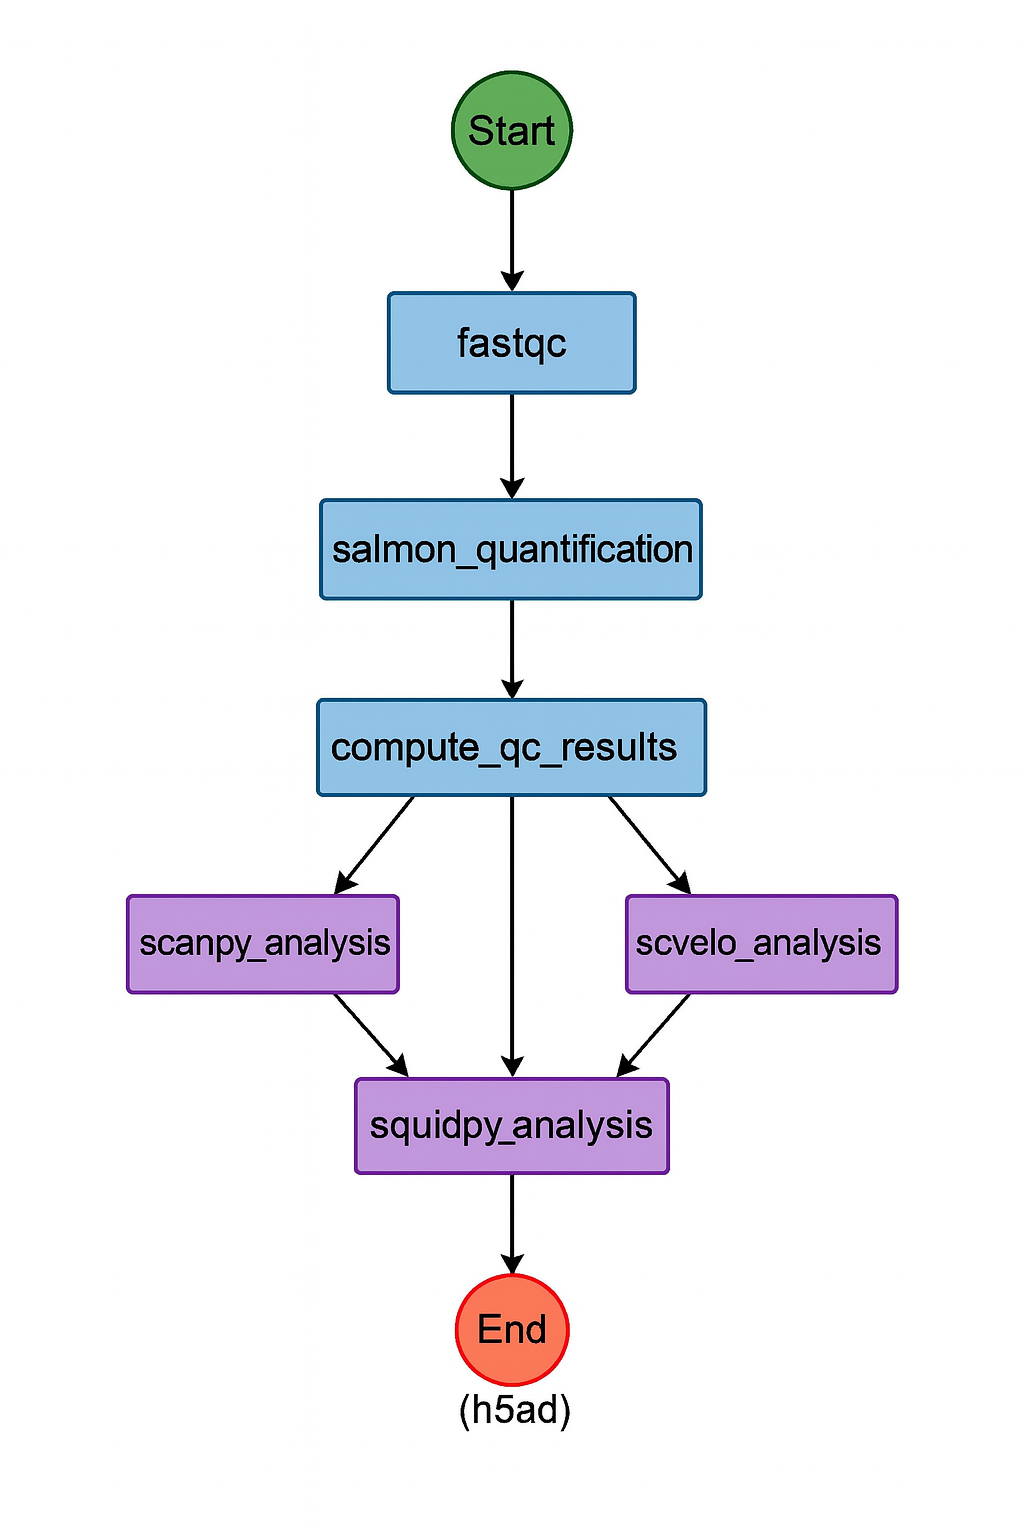 Start
fastqc
salmon_quantification
compute_qc_results
scanpy_analysis
scvelo_analysis
squidpy_analysis
End
(h5ad)